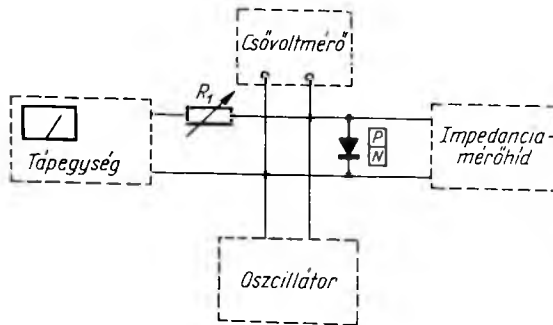 Csővoltmérő
R1
Tápegység
P
N
Impedancia-
mérőhíd
Oszcillátor